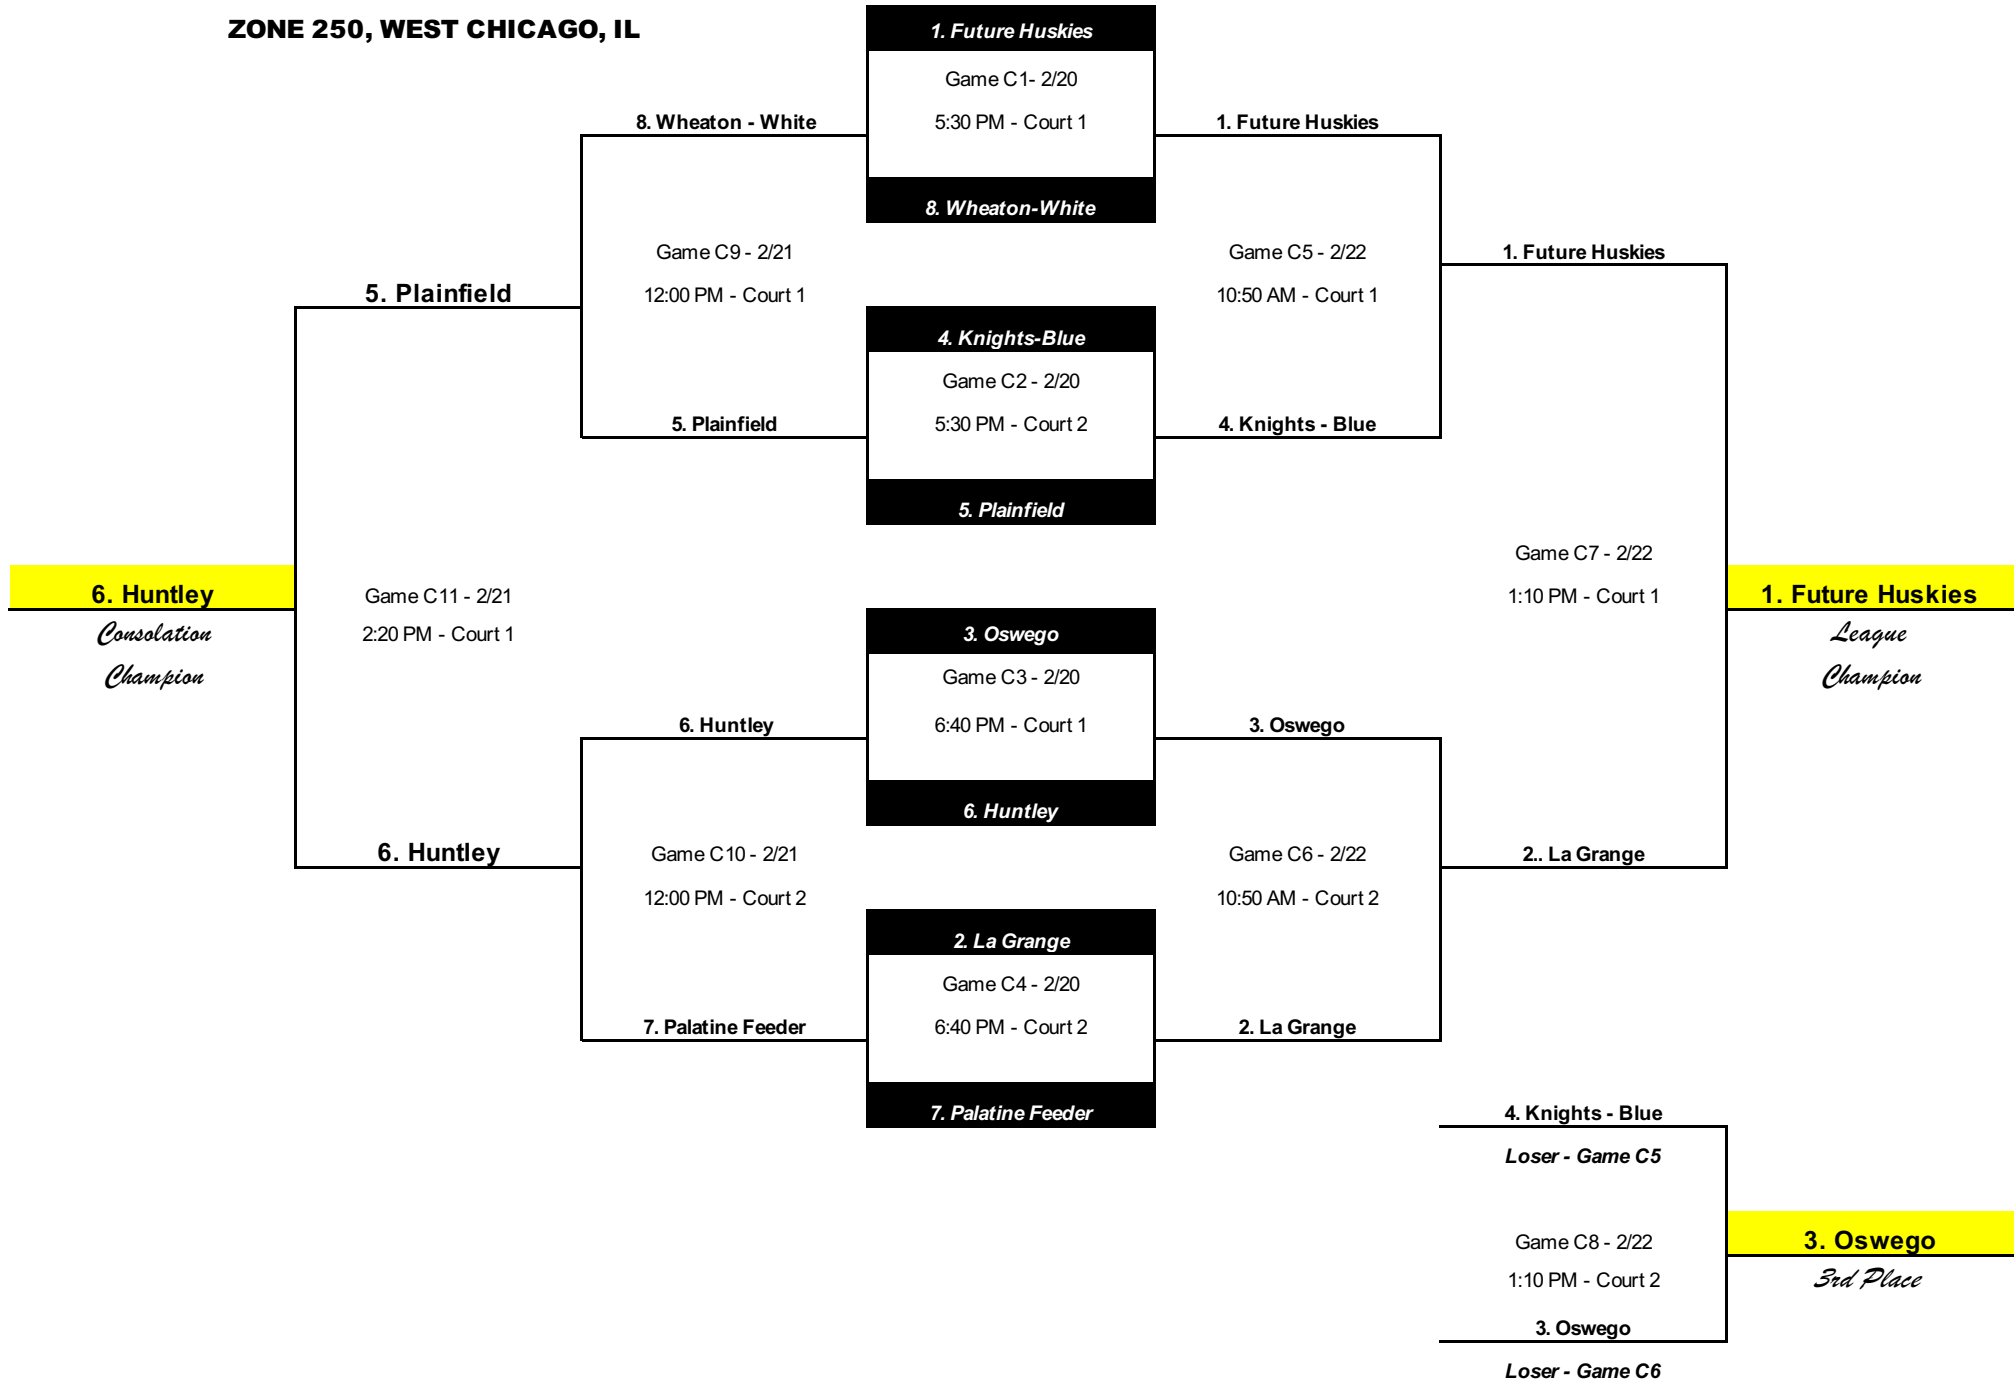 ZONE 250, WEST CHICAGO, IL
1. Future Huskies
Game C1- 2/20
8. Wheaton - White
5:30 PM - Court 1
1. Future Huskies
8. Wheaton-White
Game C9 - 2/21
Game C5 - 2/22
1. Future Huskies
5. Plainfield
12:00 PM - Court 1
10:50 AM - Court 1
4. Knights-Blue
Game C2 - 2/20
5. Plainfield
5:30 PM - Court 2
4. Knights - Blue
5. Plainfield
Game C7 - 2/22
6. Huntley
Game C11 - 2/21
1:10 PM - Court 1
1. Future Huskies
Consolation
2:20 PM - Court 1
3. Oswego
League
Champion
Game C3 - 2/20
Champion
6. Huntley
6:40 PM - Court 1
3. Oswego
6. Huntley
6. Huntley
Game C10 - 2/21
Game C6 - 2/22
2.. La Grange
12:00 PM - Court 2
10:50 AM - Court 2
2. La Grange
Game C4 - 2/20
7. Palatine Feeder
6:40 PM - Court 2
2. La Grange
7. Palatine Feeder
4. Knights - Blue
Loser - Game C5
Game C8 - 2/22
3. Oswego
1:10 PM - Court 2
3rd Place
3. Oswego
Loser - Game C6